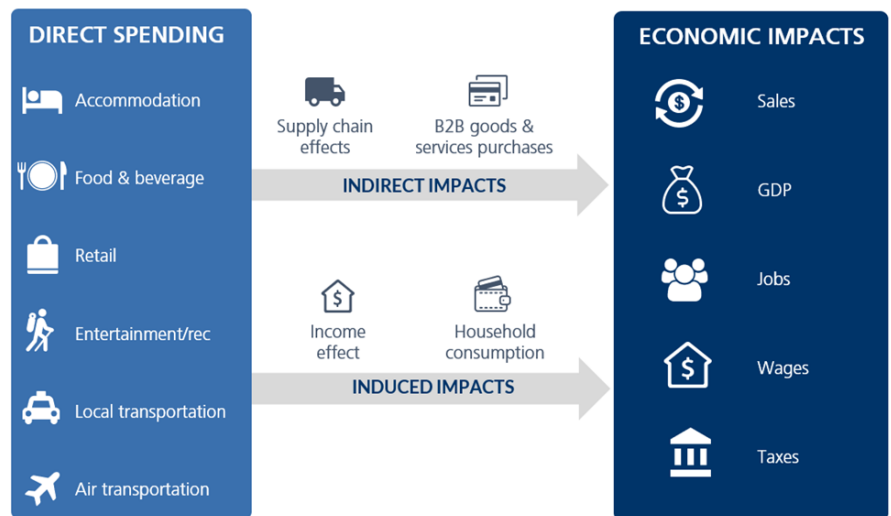 DIRECT SPENDING
Accommodation
Food & beverage
Retail
Entertainment/rec
Local transportation
Air transportation
Supply chain
effects
B2B goods &
services purchases
INDIRECT IMPACTS
Income
effect
Household
consumption
INDUCED IMPACTS
ECONOMIC IMPACTS
Sales
GDP
Jobs
Wages
Taxes